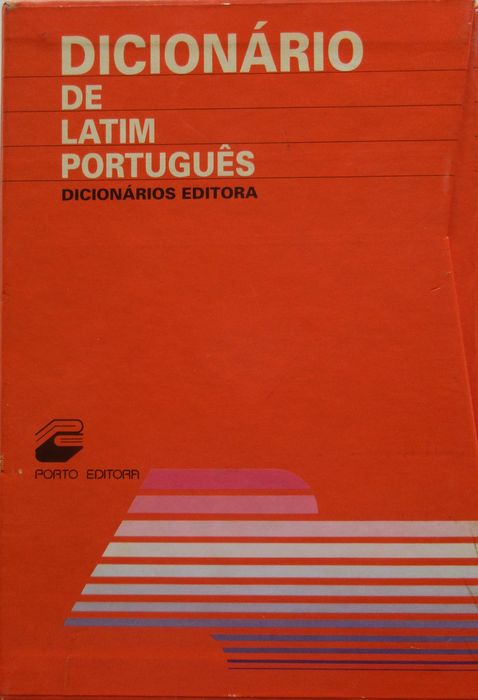 DICIONÁRIO
DE
LATIM
PORTUGUÊS
DICIONÁRIOS EDITORA
PORTO EDITORA